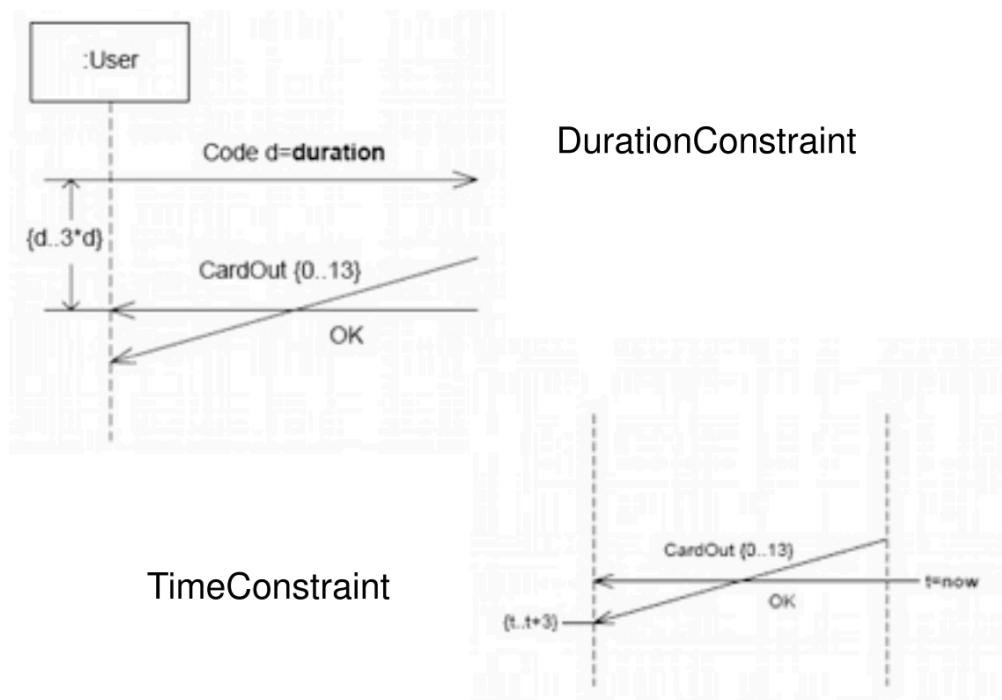 :User
DurationConstraint
Code d=duration
{d..3*d}
CardOut {0..13}
OK
CardOut {0..13}
t=now
TimeConstraint
OK
{t..t+3}